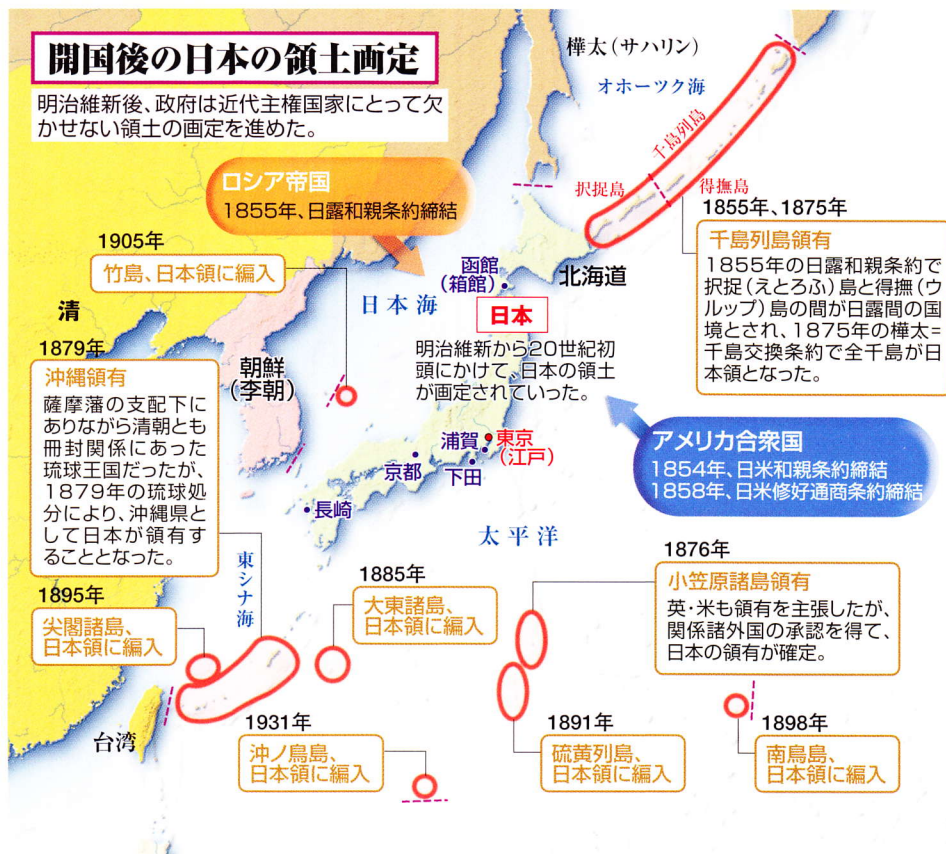 開国後の日本の領土画定
明治維新後、政府は近代主権国家にとって欠
かせない領土の画定を進めた。
樺太(サハリン)
オホーツク海
千島列島
択捉島
得撫島
ロシア帝国
1855年、日露和親条約締結
1855年、1875年
千島列島領有
1855年の日露和親条約で
択捉(えとろふ)島と得撫(ウ
ルップ)島の間が日露間の国
境とされ、1875年の樺太=
千島交換条約で全千島が日
本領となった。
1905年
竹島、日本領に編入
清
函館
(箱館)
北海道
日本海
日本
明治維新から20世紀初
頭にかけて、日本の領土
が画定されていった。
朝鮮
(李朝)
1879年
沖縄領有
薩摩藩の支配下に
ありながら清朝とも
冊封関係にあった
琉球王国だったが、
1879年の琉球処
分により、沖縄県と
して日本が領有す
ることとなった。
アメリカ合衆国
1854年、日米和親条約締結
1858年、日米修好通商条約締結
浦賀
東京
(江戸)
京都
下田
長崎
太平洋
東シナ海
1895年
尖閣諸島、
日本領に編入
1885年
大東諸島、
日本領に編入
1876年
小笠原諸島領有
英・米も領有を主張したが、
関係諸外国の承認を得て、
日本の領有が確定。
台湾
1931年
沖ノ鳥島、
日本領に編入
1891年
硫黄列島、
日本領に編入
1898年
南鳥島、
日本領に編入